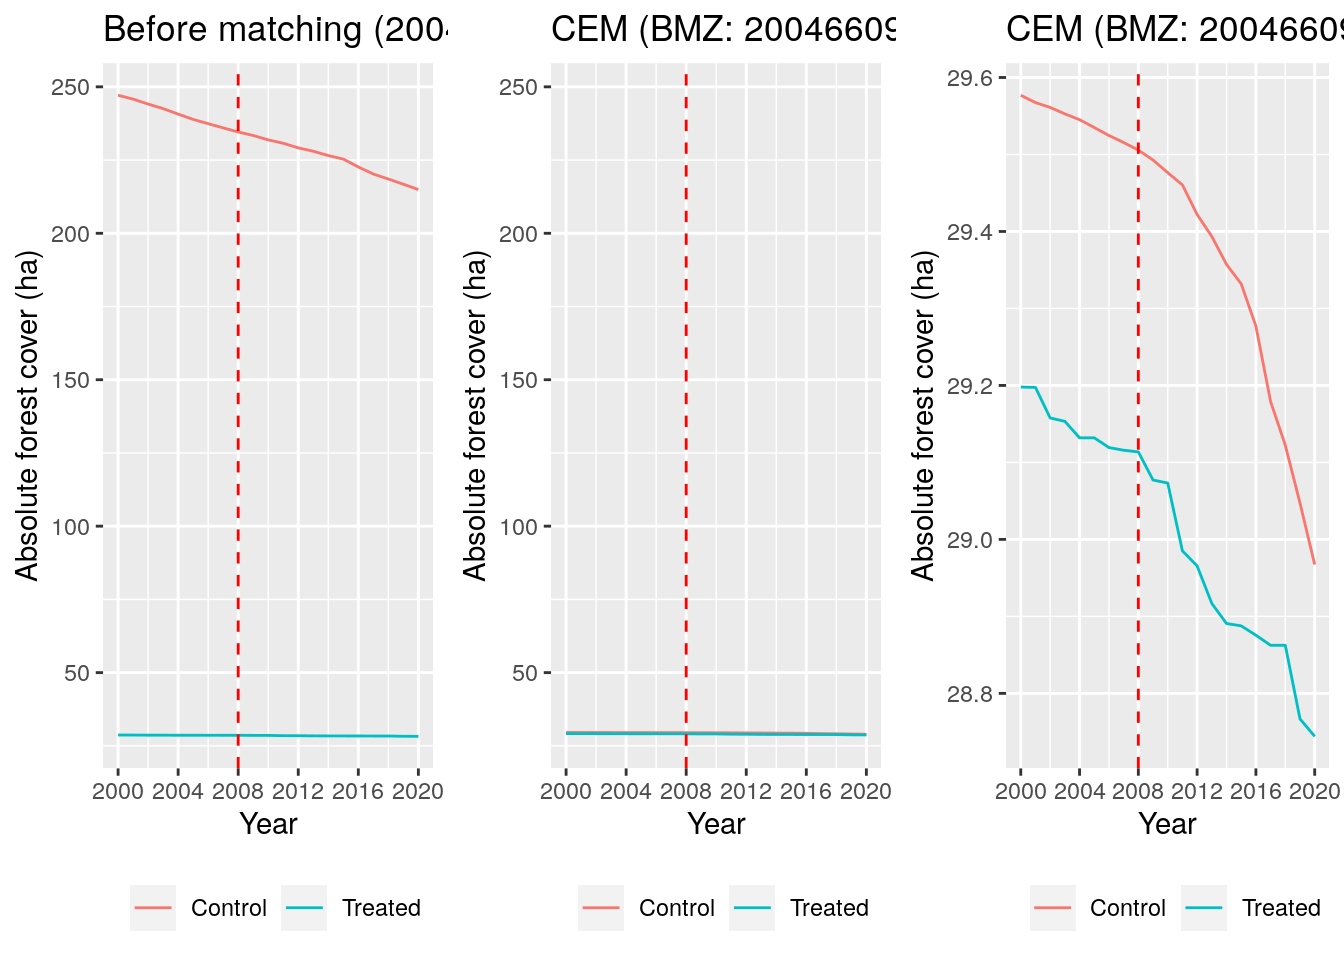 Before matching (200
CEM (BMZ: 20046609
CEM (BMZ: 2004660
Absolute forest cover (ha)
250
200
150
100
50
2000 2004 2008 2012 2016 2020
Year
Control Treated
Absolute forest cover (ha)
250
200
150
100
50
2000 2004 2008 2012 2016 2020
Year
Control Treated
Absolute forest cover (ha)
29.6
29.4
29.2
29.0
28.8
2000 2004 2008 2012 2016 2020
Year
Control Treated